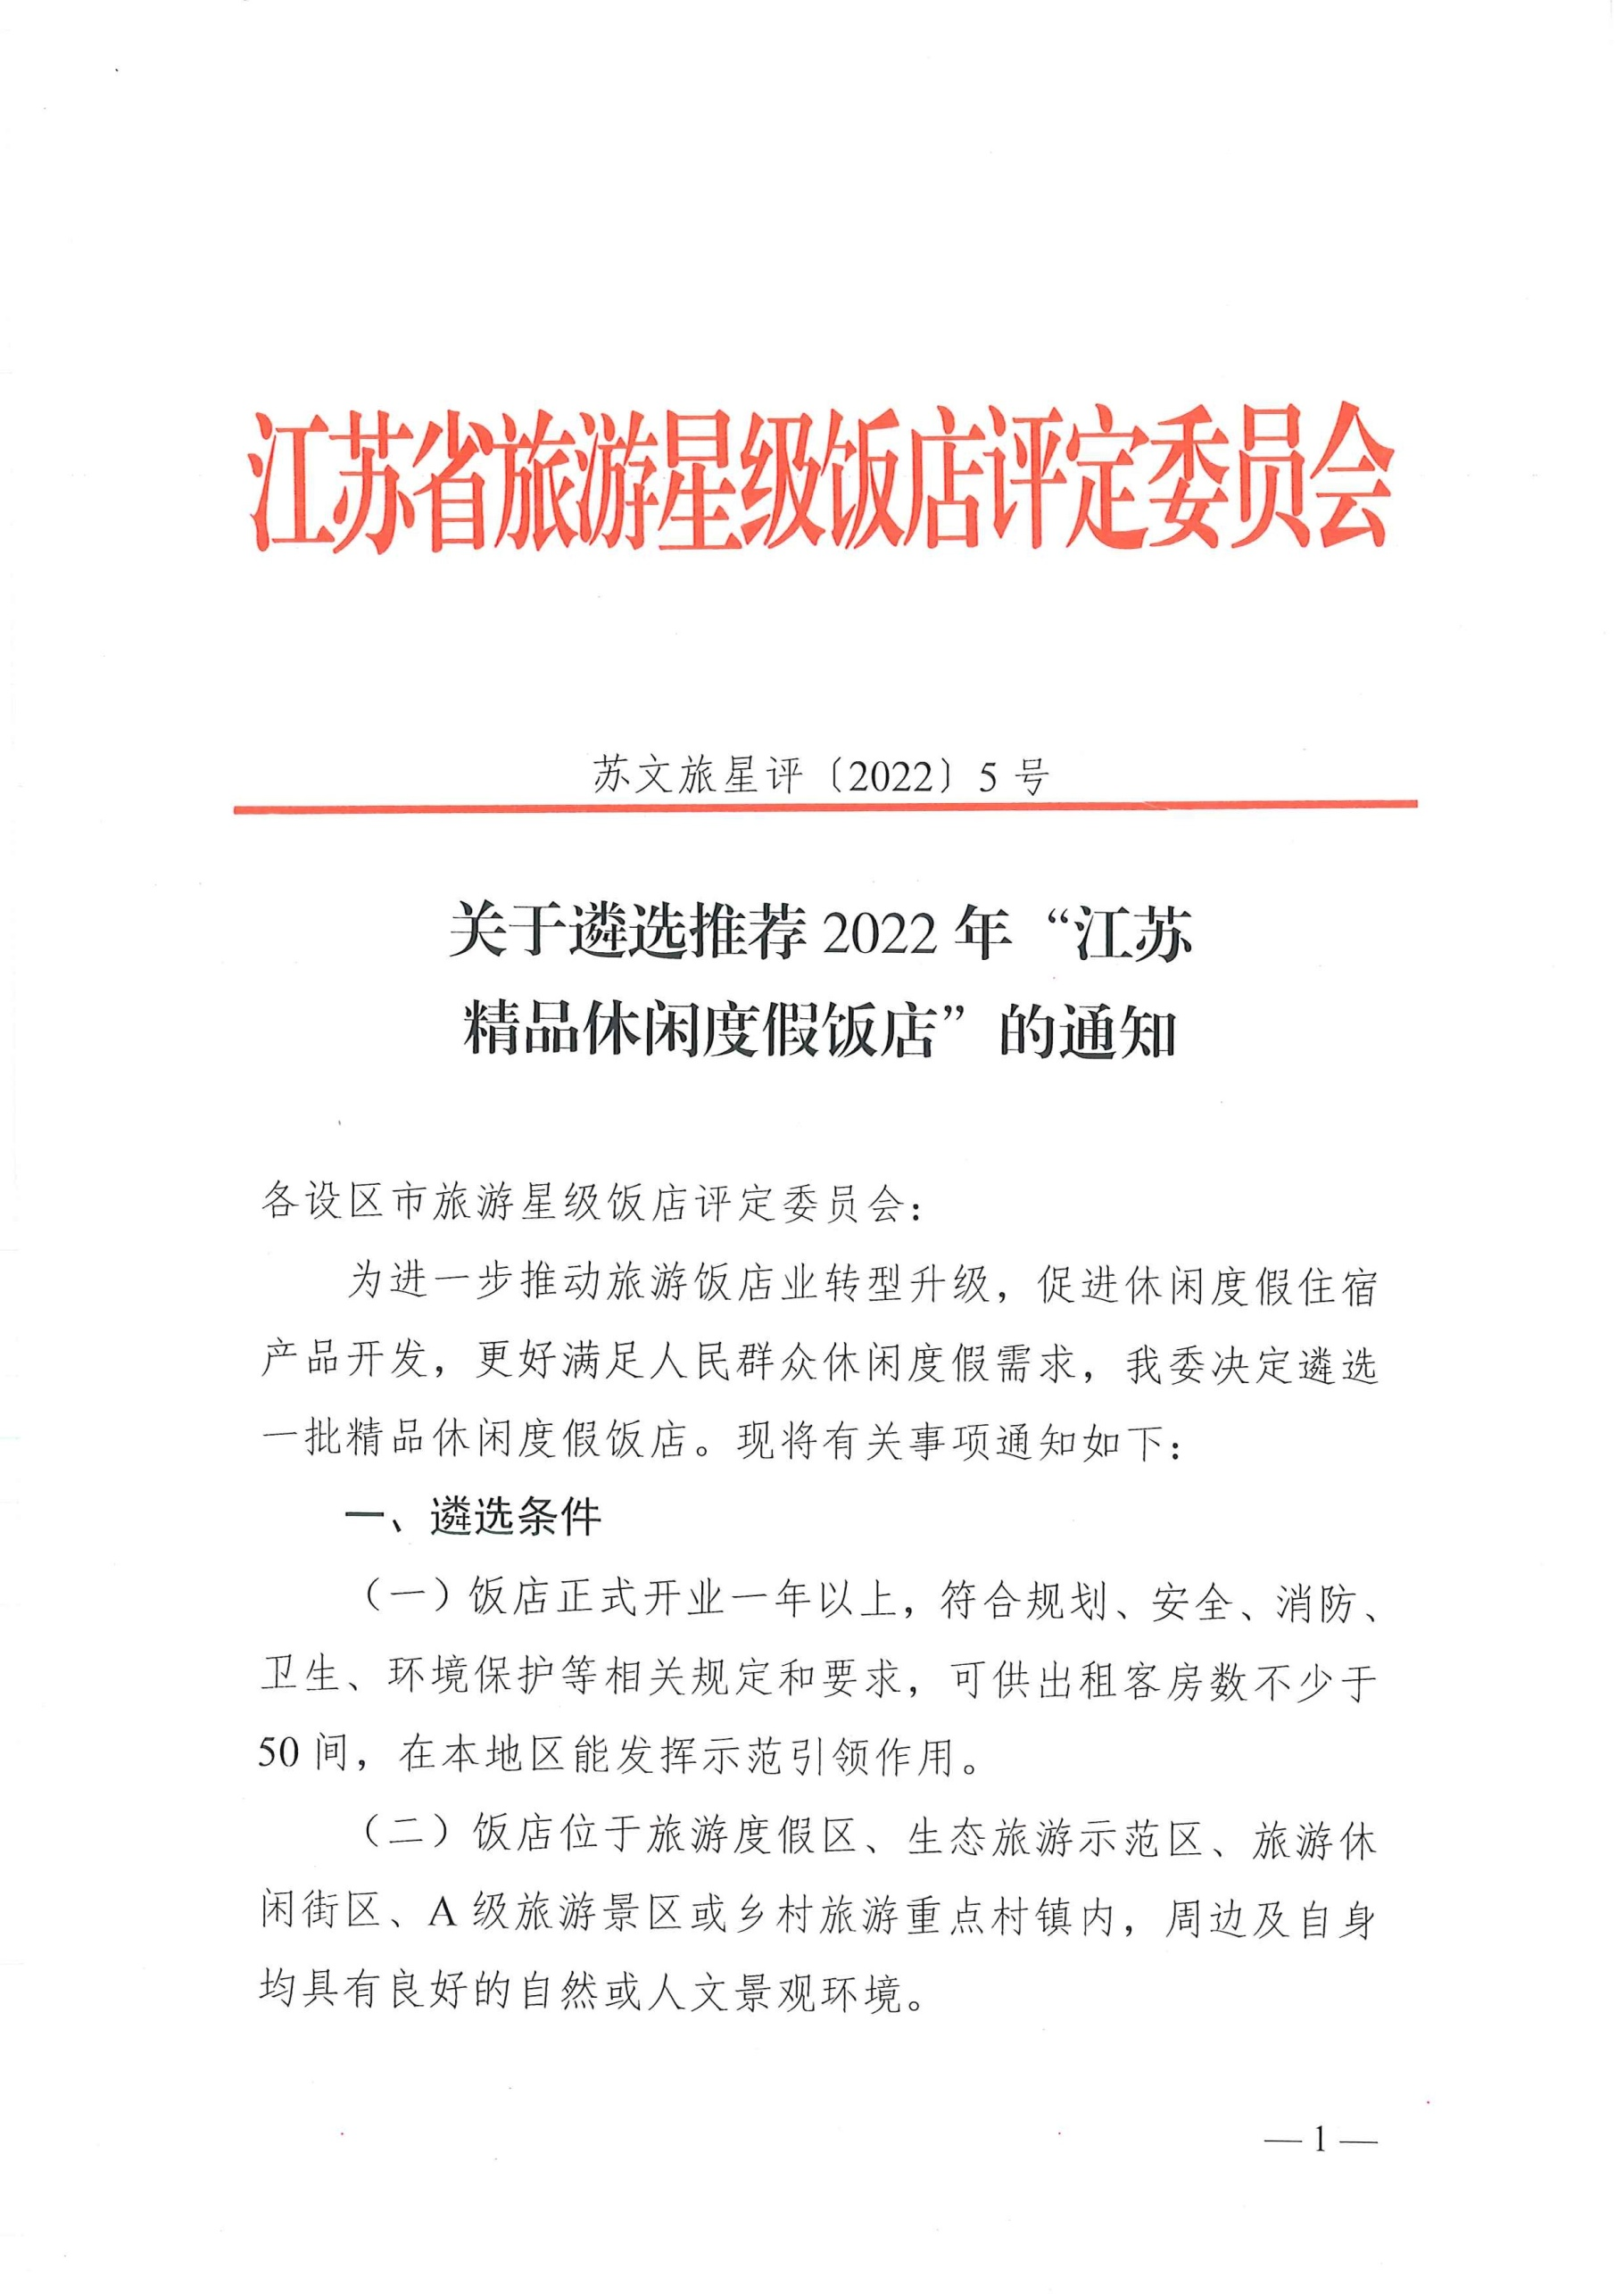 江苏省旅游星级饭店评定委员会
苏文旅星评〔2022〕5 号
关于遴选推荐 2022 年“江苏
精品休闲度假饭店”的通知
各设区市旅游星级饭店评定委员会：
为进一步推动旅游饭店业转型升级，促进休闲度假住宿
产品开发，更好满足人民群众休闲度假需求，我委决定遴选
一批精品休闲度假饭店。现将有关事项通知如下：
一、遴选条件
（一）饭店正式开业一年以上，符合规划、安全、消防、
卫生、环境保护等相关规定和要求，可供出租客房数不少于
50 间，在本地区能发挥示范引领作用。
（二）饭店位于旅游度假区、生态旅游示范区、旅游休
闲街区、A 级旅游景区或乡村旅游重点村镇内，周边及自身
均具有良好的自然或人文景观环境。
— 1 —